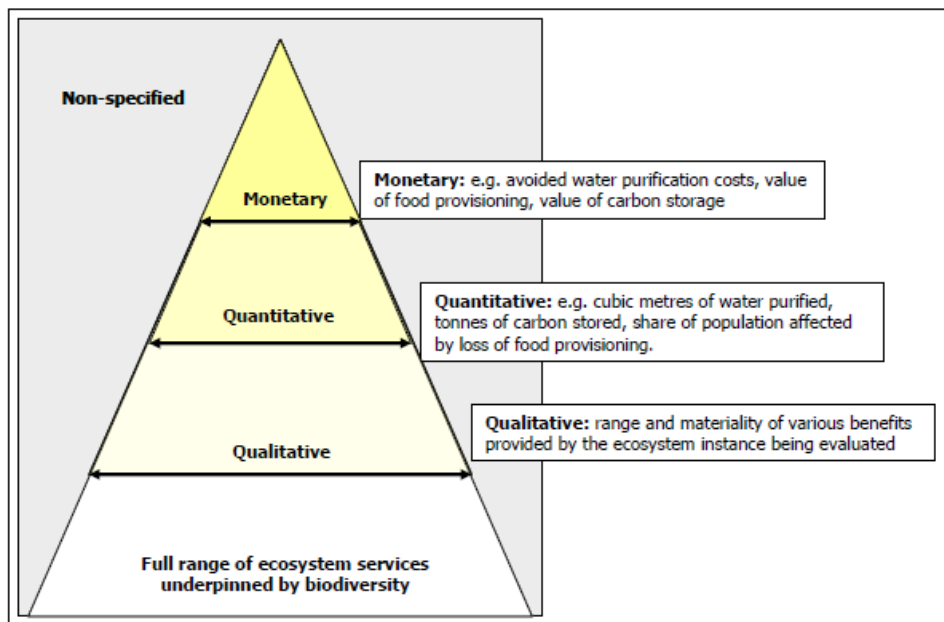 Non-specified
Monetary
Monetary: e.g. avoided water purification costs, value
of food provisioning, value of carbon storage
Quantitative
Quantitative: e.g. cubic metres of water purified,
tonnes of carbon stored, share of population affected
by loss of food provisioning.
Qualitative
Qualitative: range and materiality of various benefits
provided by the ecosystem instance being evaluated
Full range of ecosystem services
underpinned by biodiversity